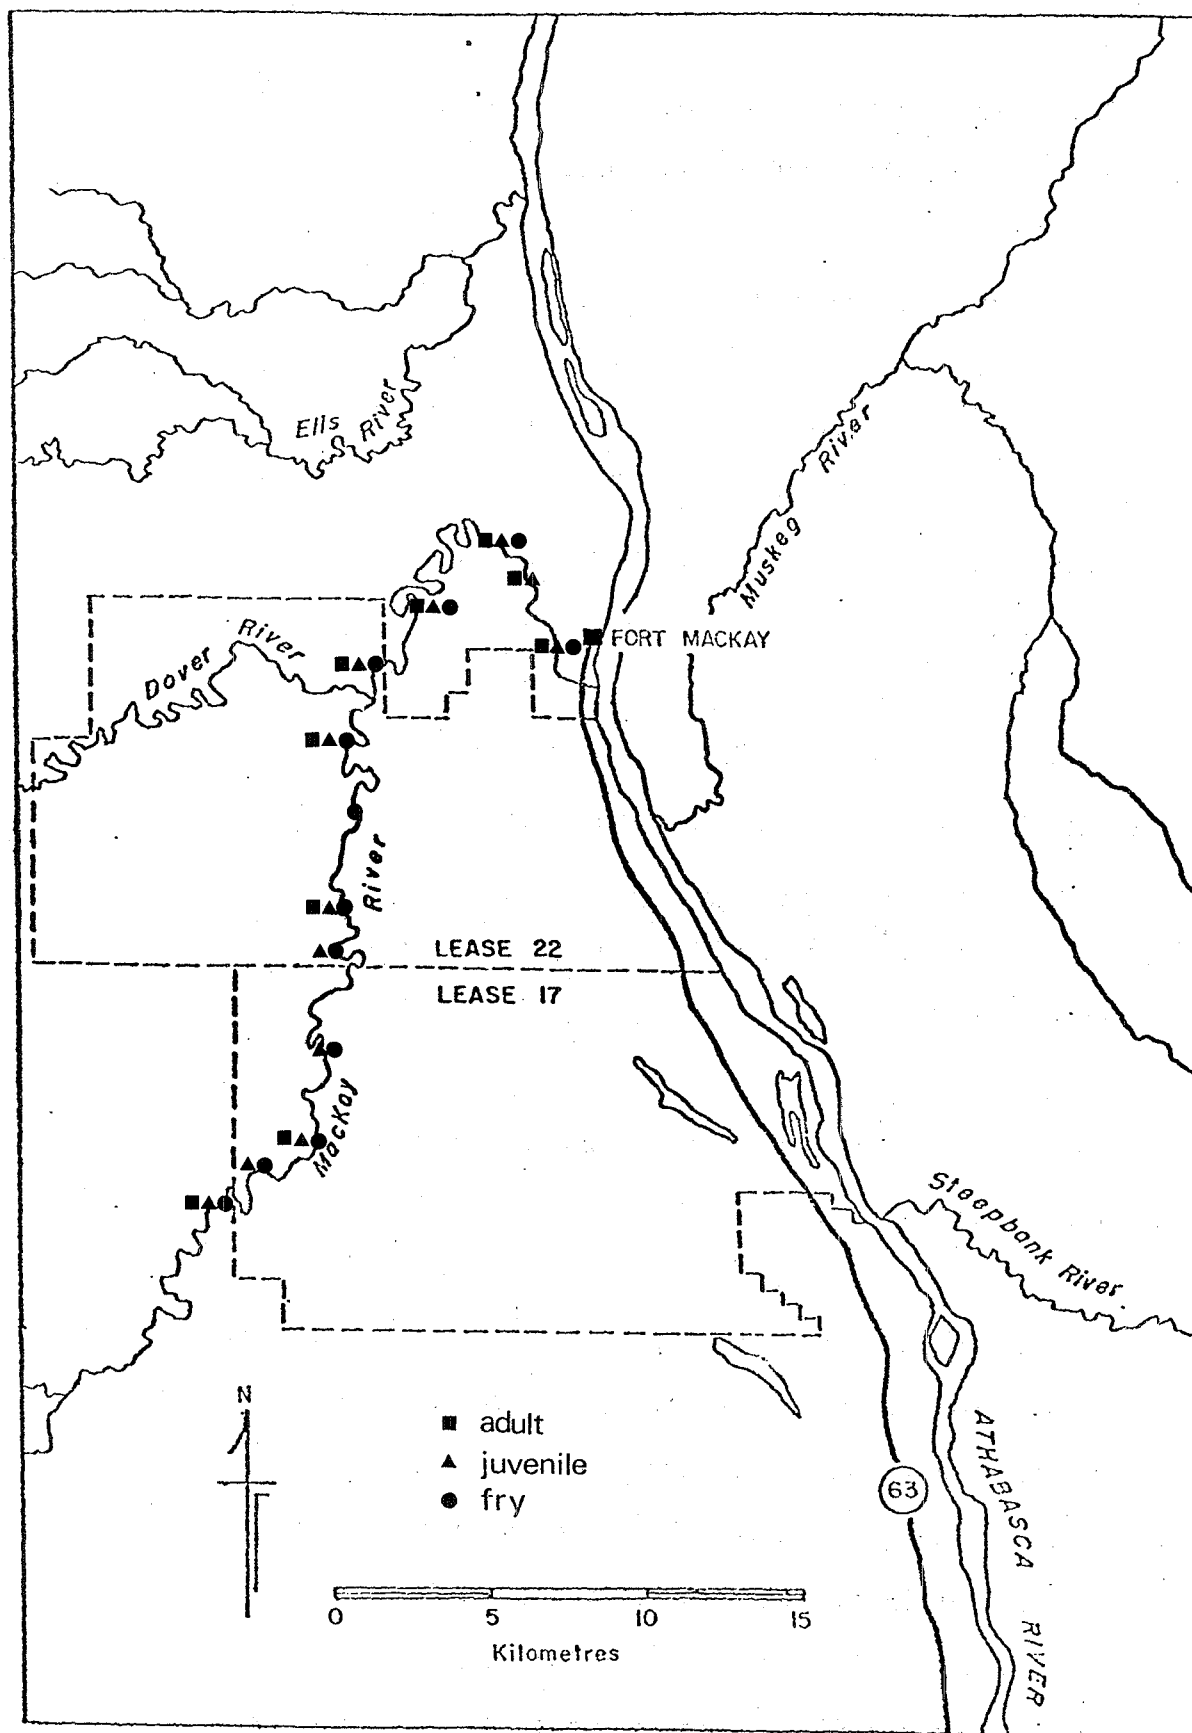 Ells River
Muskeg River
FORT MACKAY
Dover River
River
LEASE 22
LEASE 17
MacKay
Steepbank River
N
adult
juvenile
fry
63
ATHABASCA RIVER
0 5 10 15
Kilometres